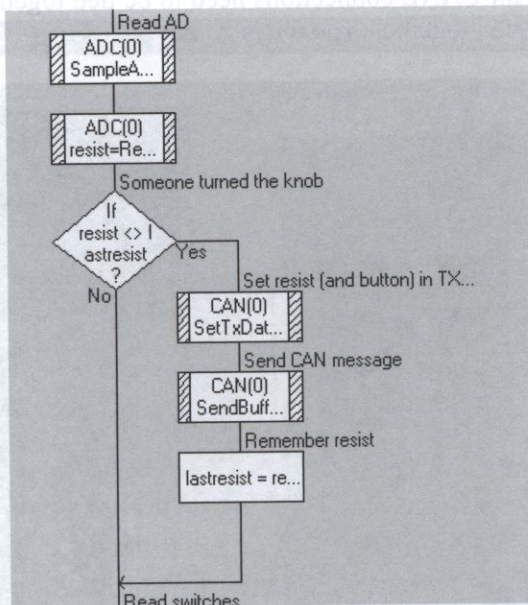 Read AD
ADC(0)
SampleA...
ADC(0)
resist=Re...
Someone turned the knob
If
resist <> l
astresist
?
Yes
No
Set resist (and button) in TX...
CAN(0)
SetTxDat...
Send CAN message
CAN(0)
SendBuff...
Remember resist
lastresist = re...
Read switches